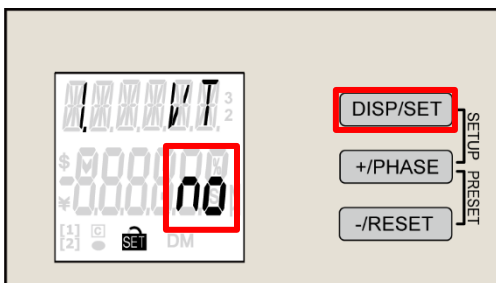 1. VT
3
2
no
[1] C
[2] SET DM
DISP/SET
+/PHASE
-/RESET
SETUP
PRESET